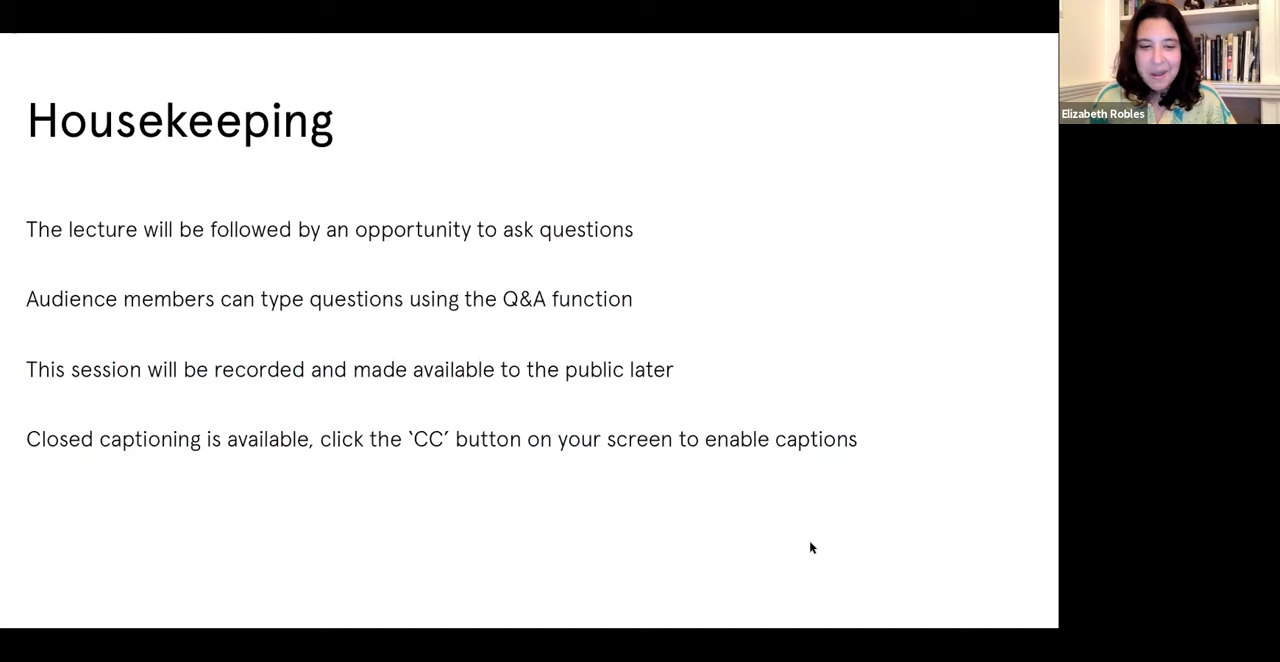 Housekeeping
The lecture will be followed by an opportunity to ask questions
Audience members can type questions using the Q&A function
This session will be recorded and made available to the public later
Closed captioning is available, click the ‘CC’ button on your screen to enable captions
Elizabeth Robles